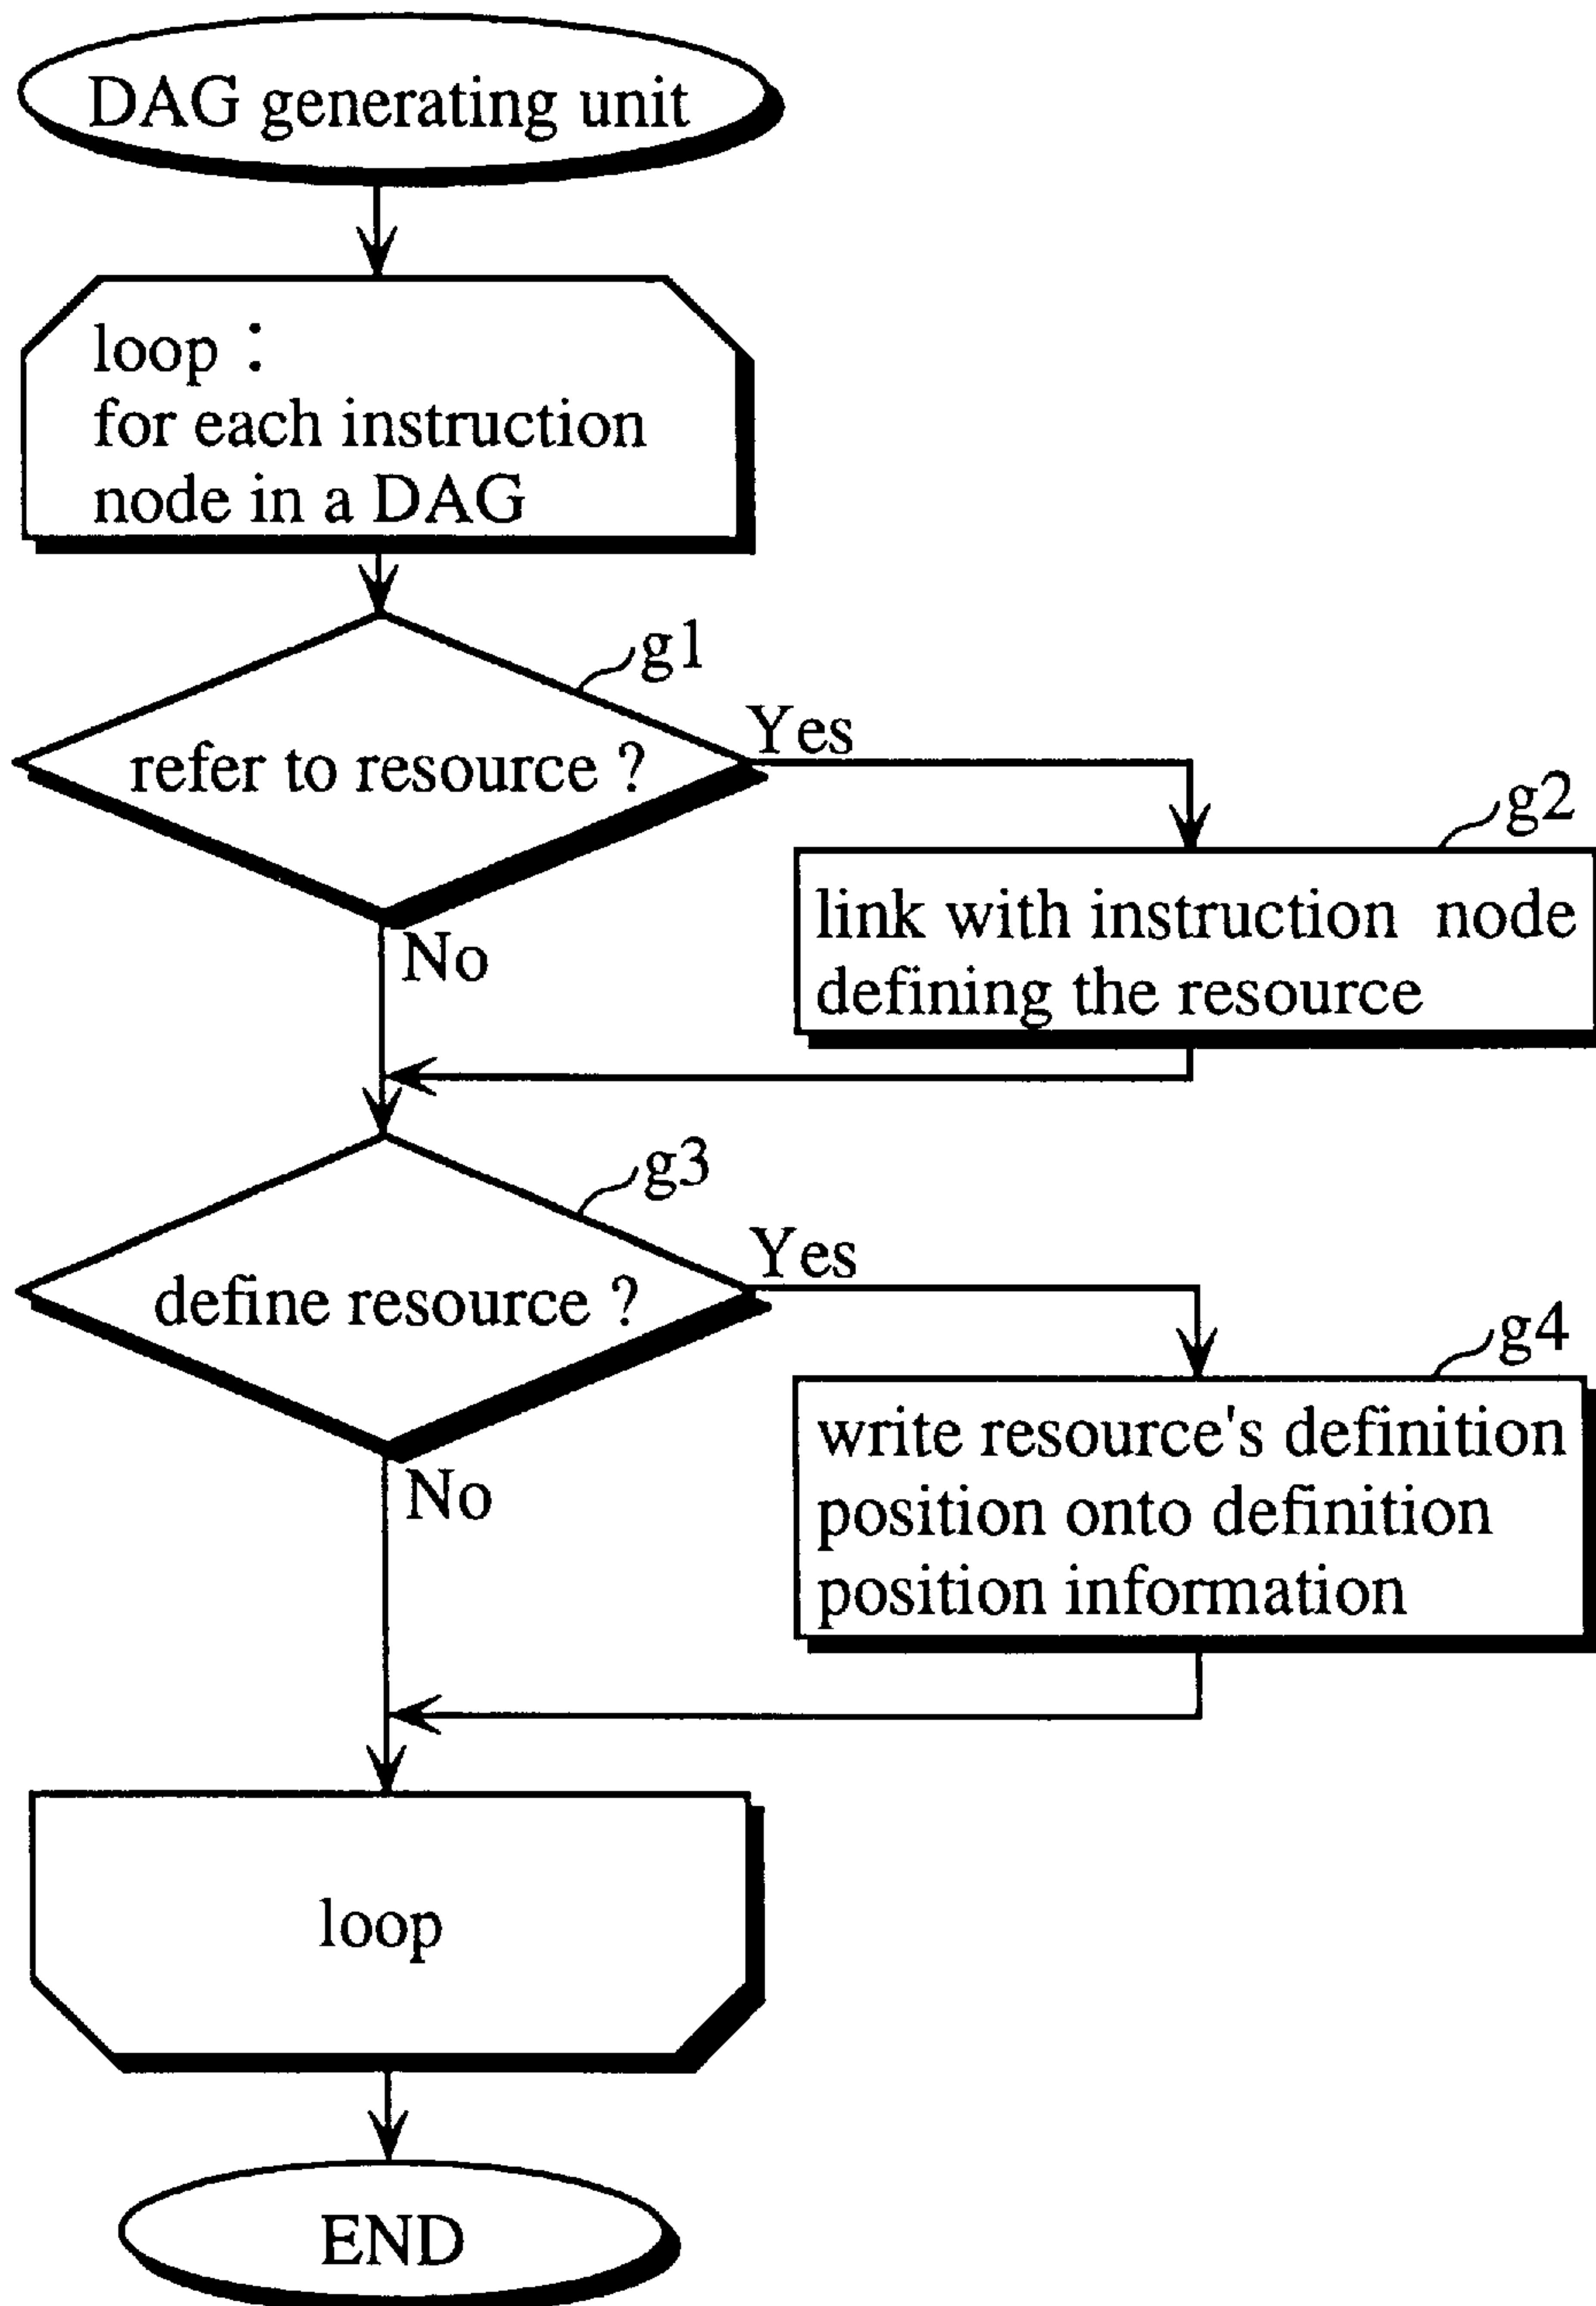 DAG generating unit
loop :
for each instruction
node in a DAG
g1
refer to resource ?
Yes
No
g2
link with instruction node
defining the resource
g3
define resource ?
Yes
No
g4
write resource's definition
position onto definition
position information
loop
END